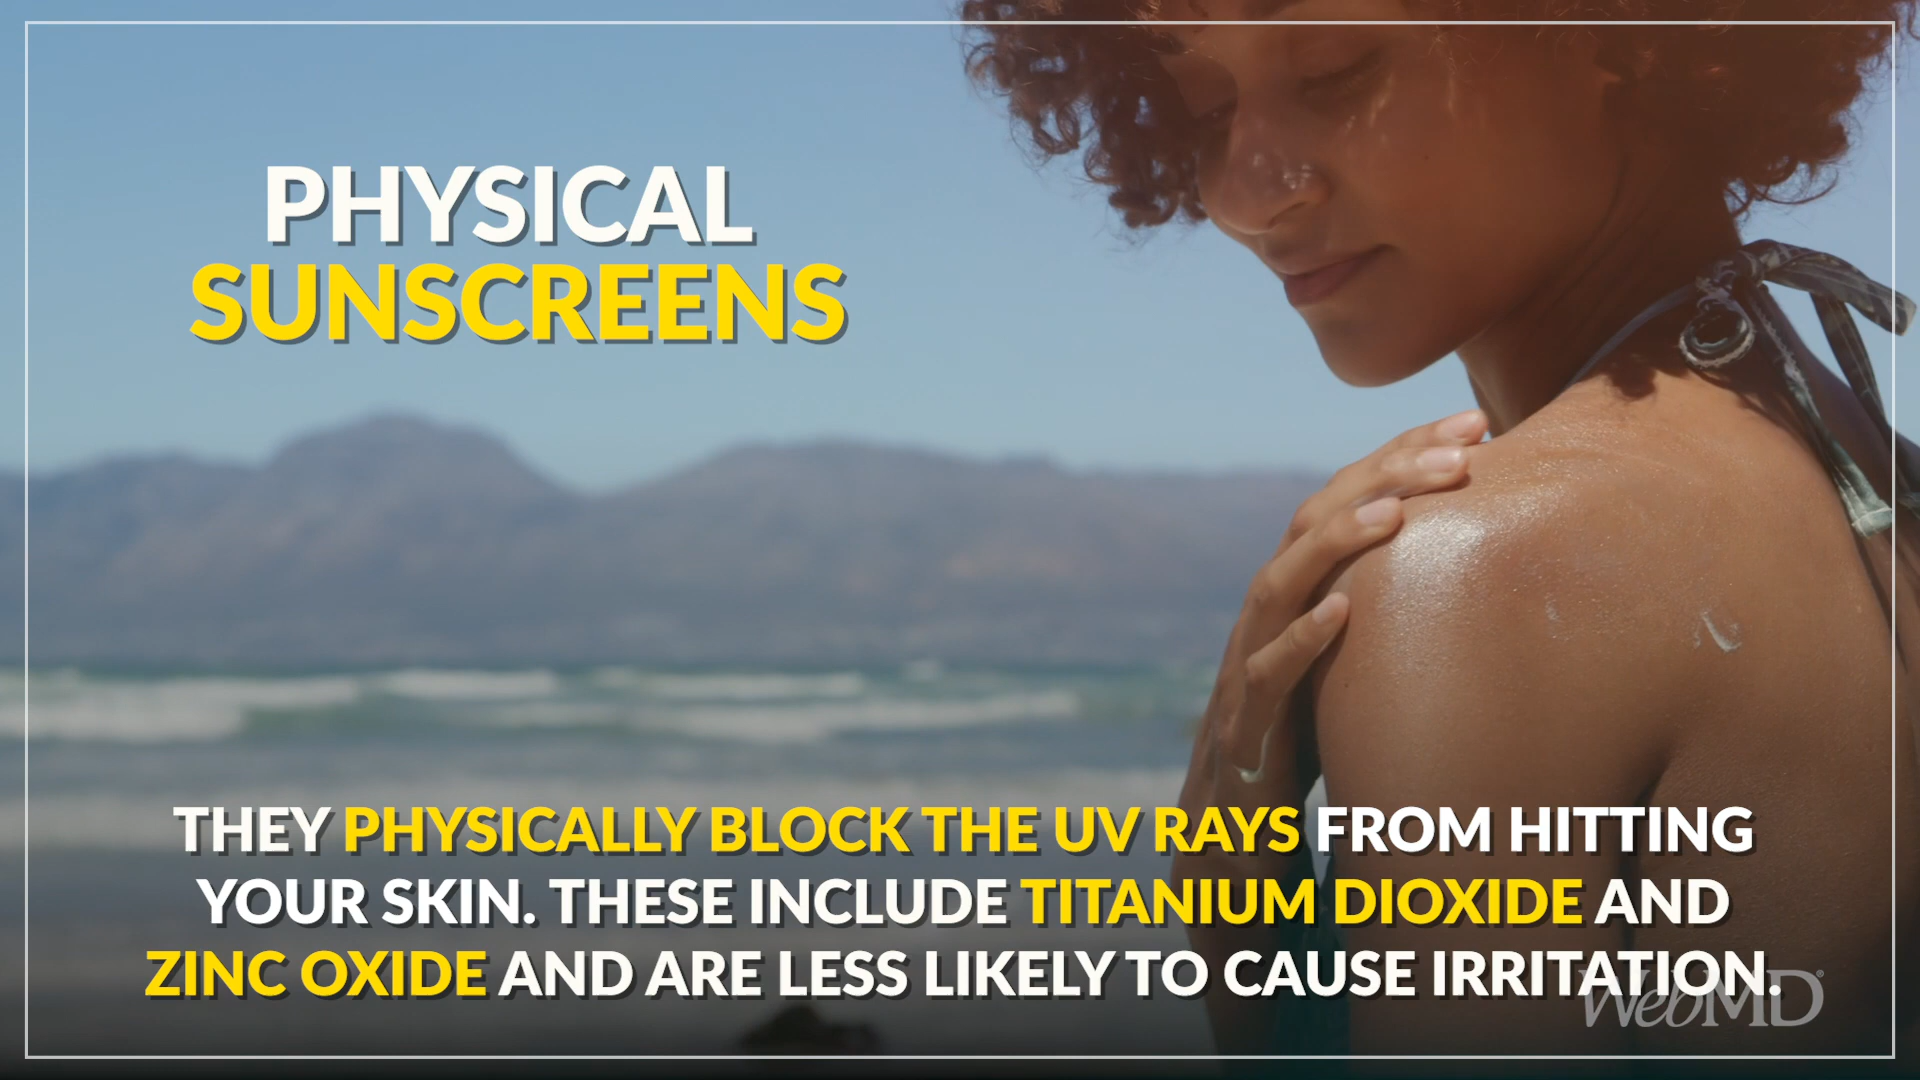 PHYSICAL
SUNSCREENS
THEY PHYSICALLY BLOCK THE UV RAYS FROM HITTING
YOUR SKIN. THESE INCLUDE TITANIUM DIOXIDE AND
ZINC OXIDE AND ARE LESS LIKELY TO CAUSE IRRITATION.
WebMD®